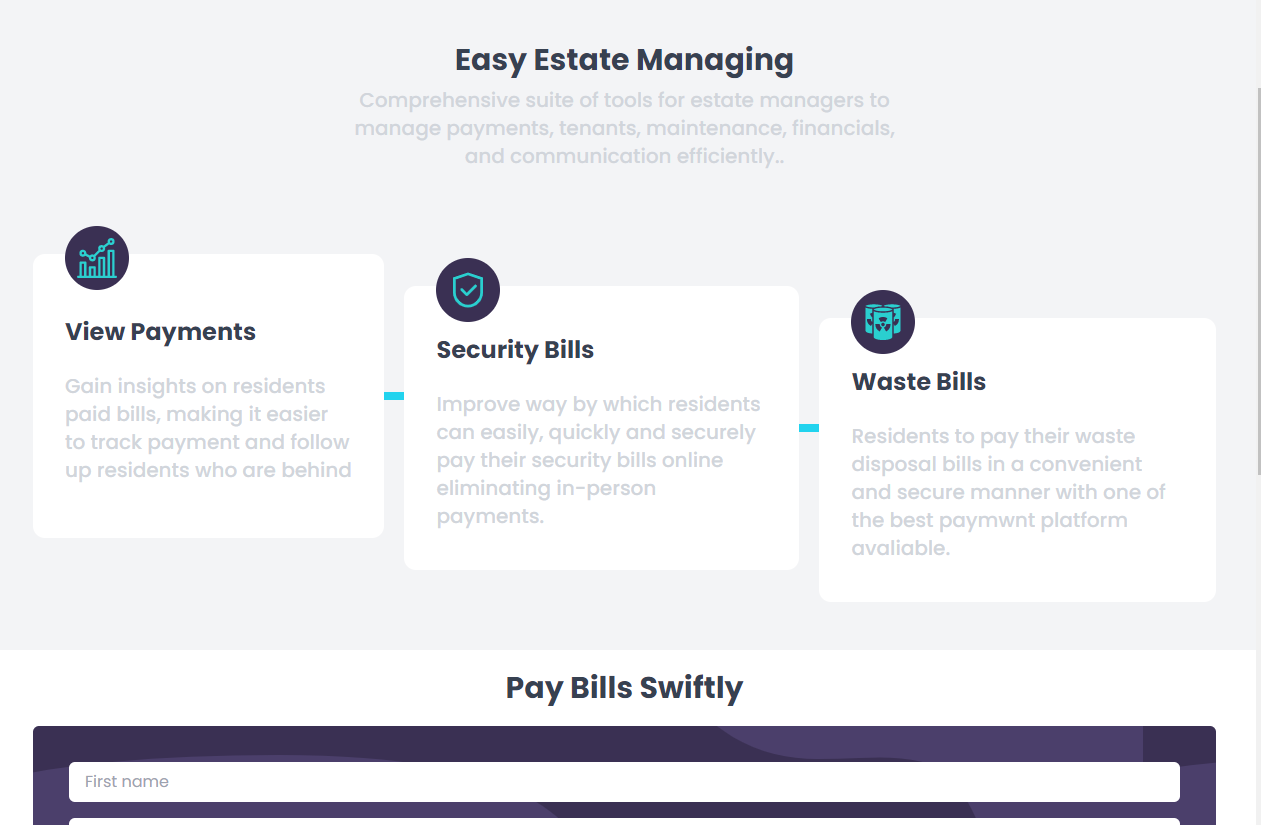 Easy Estate Managing
Comprehensive suite of tools for estate managers to
manage payments, tenants, maintenance, financials,
and communication efficiently..
View Payments
Gain insights on residents
paid bills, making it easier
to track payment and follow
up residents who are behind
Security Bills
Improve way by which residents
can easily, quickly and securely
pay their security bills online
eliminating in-person
payments.
Waste Bills
Residents to pay their waste
disposal bills in a convenient
and secure manner with one of
the best paymwnt platform
avaliable.
Pay Bills Swiftly
First name